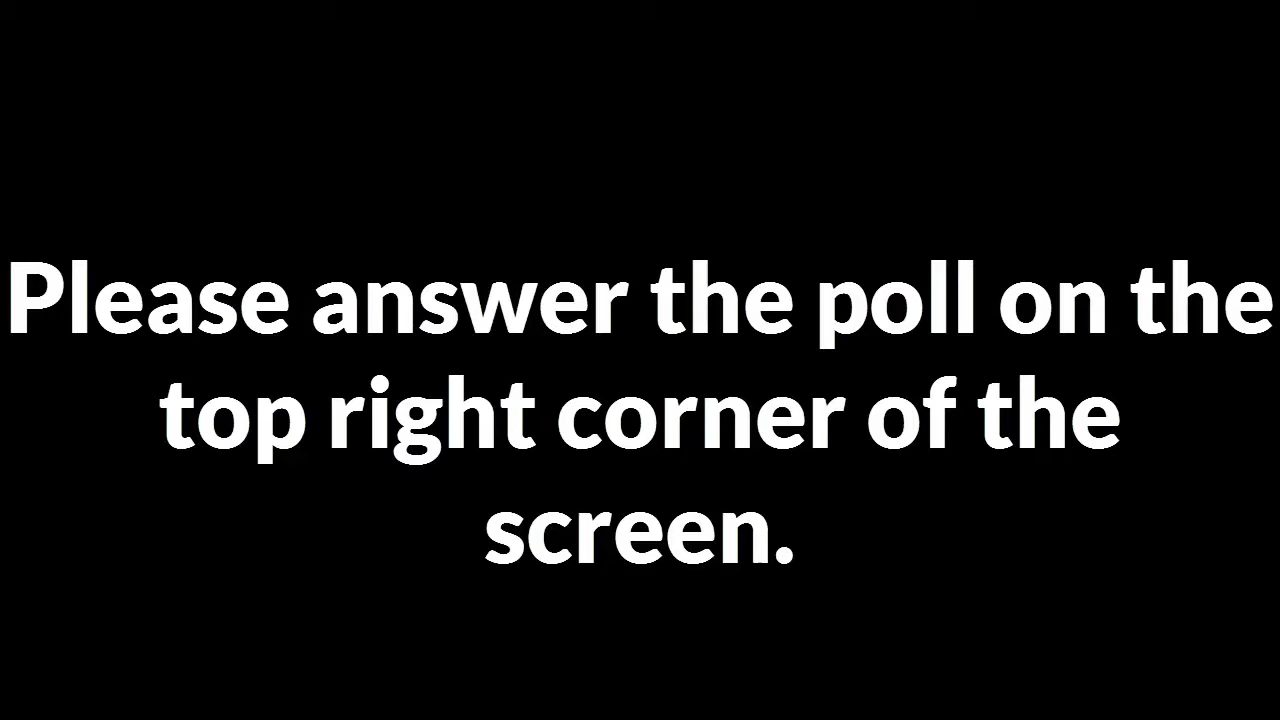 Please answer the poll on the
top right corner of the
screen.